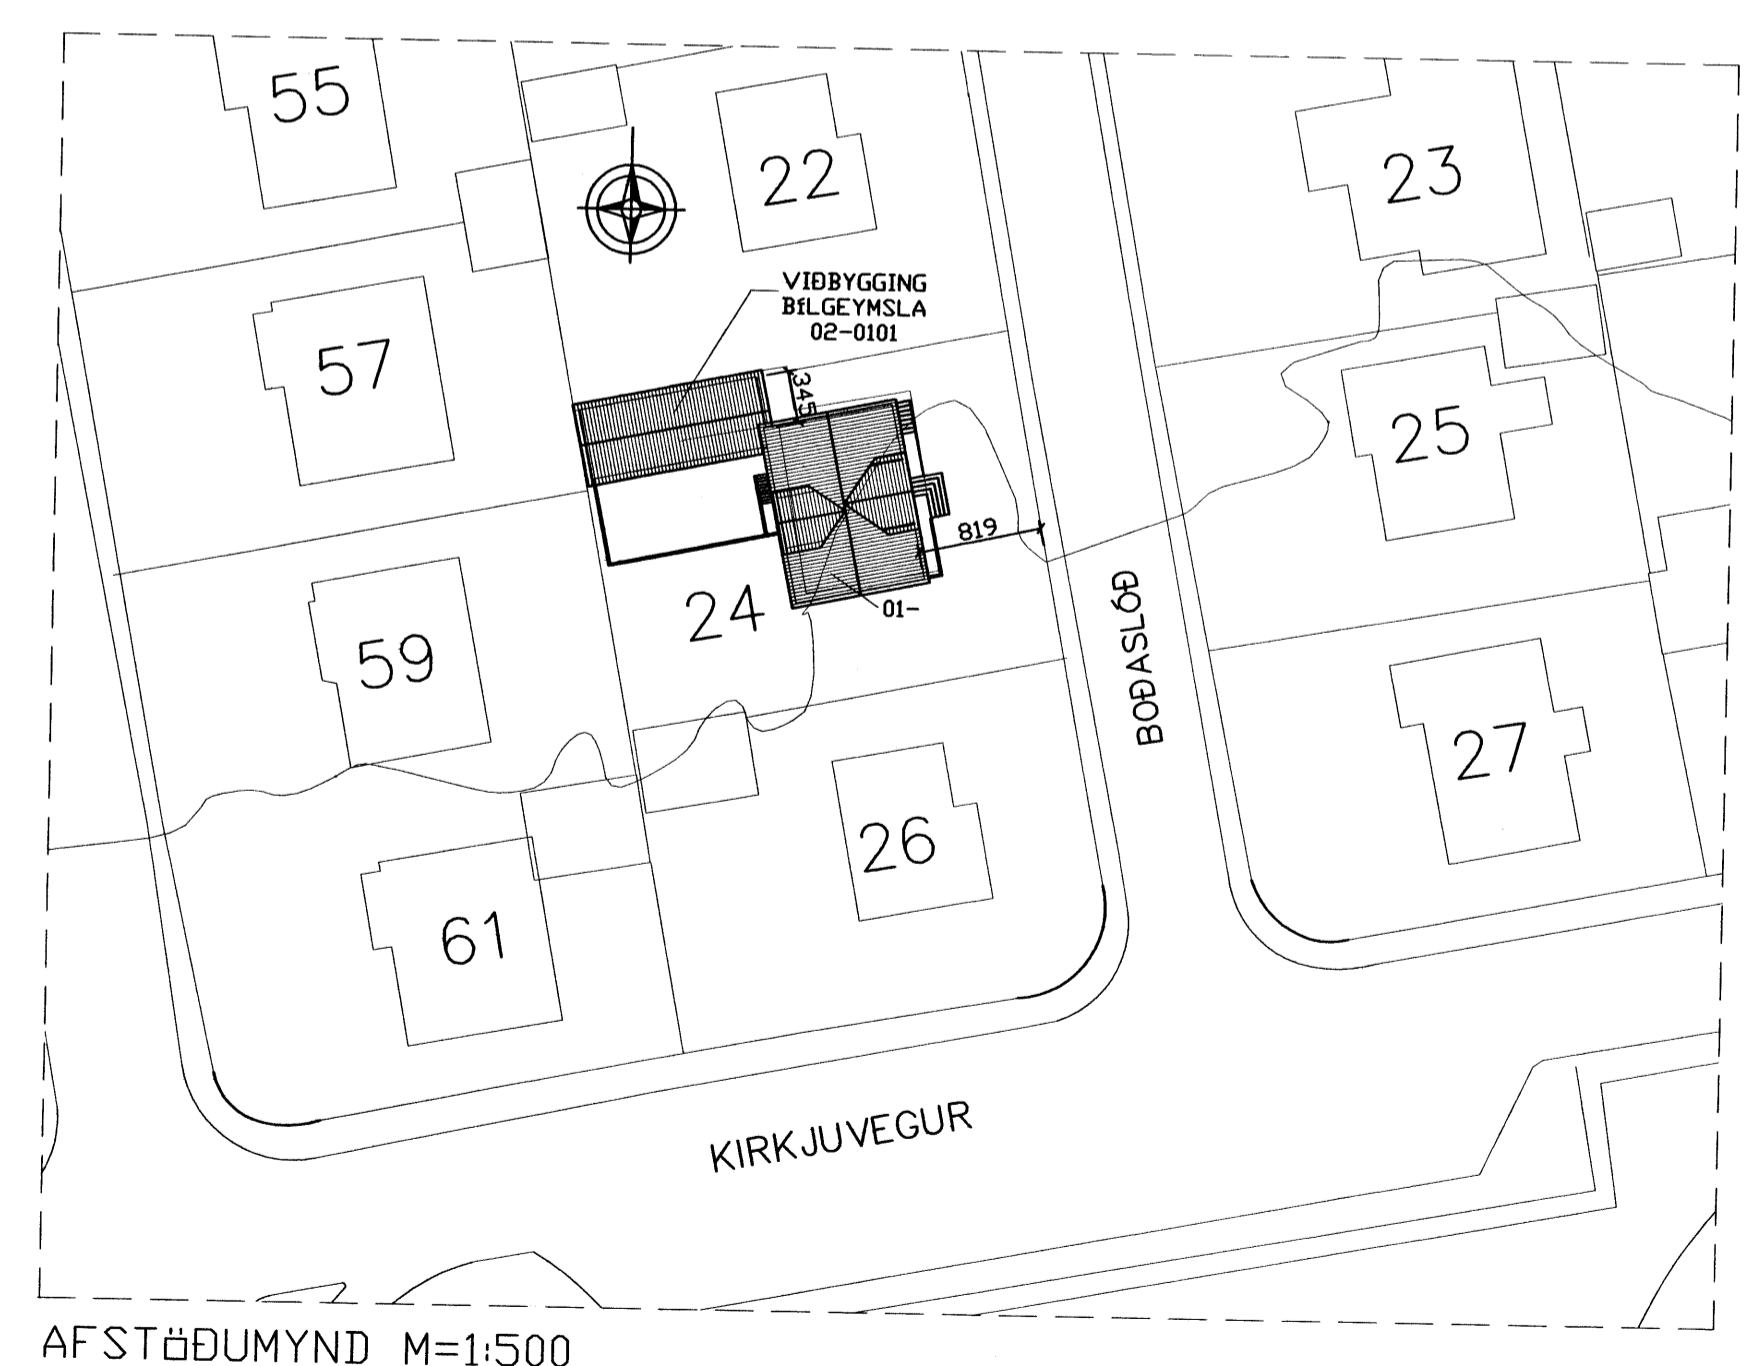 55
22
23
VIÐBYGGING
BÍLGEYMSLA
02-0101
57
345
25
819
24
01-
59
BOÐASLÓÐ
27
26
61
KIRKJUVEGUR
AFSTÖÐUMYND M=1:500